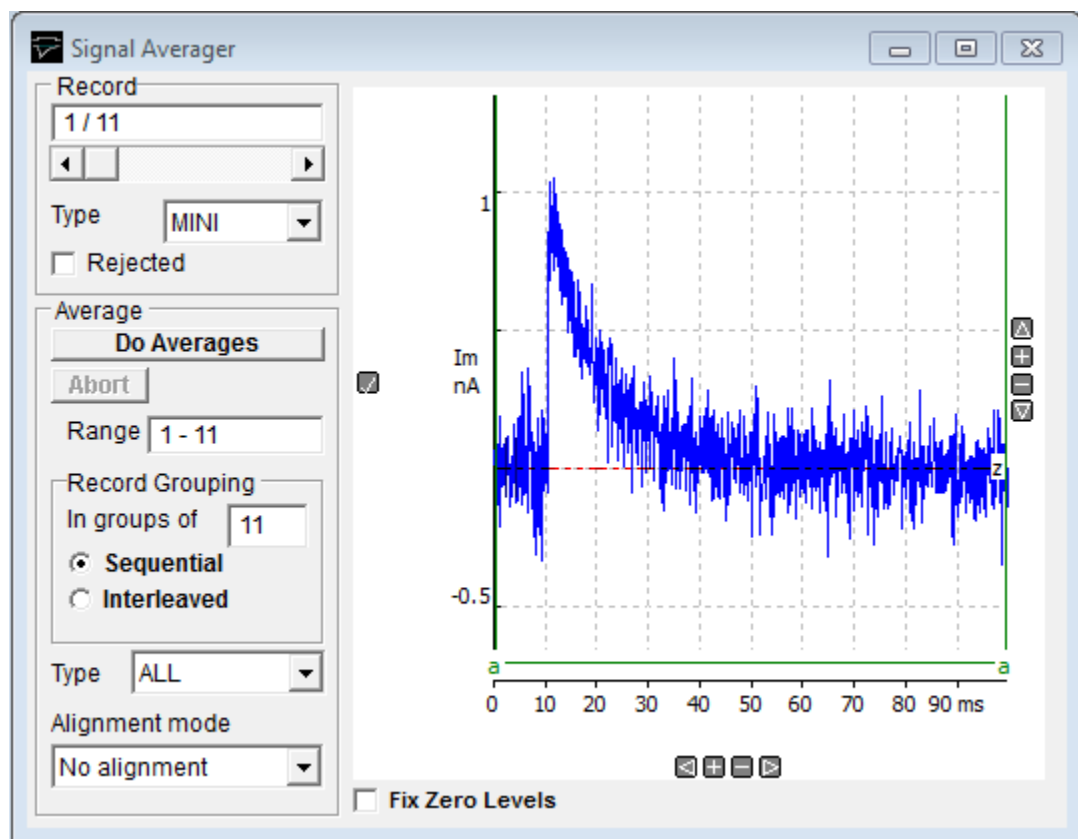 Signal Averager
Record
1 / 11
Type MINI
Rejected
Average
Do Averages
Abort
Range 1 - 11
Record Grouping
In groups of 11
Sequential
Interleaved
Type ALL
Alignment mode
No alignment
1
Im
nA
-0.5
z
a a
0 10 20 30 40 50 60 70 80 90 ms
Fix Zero Levels